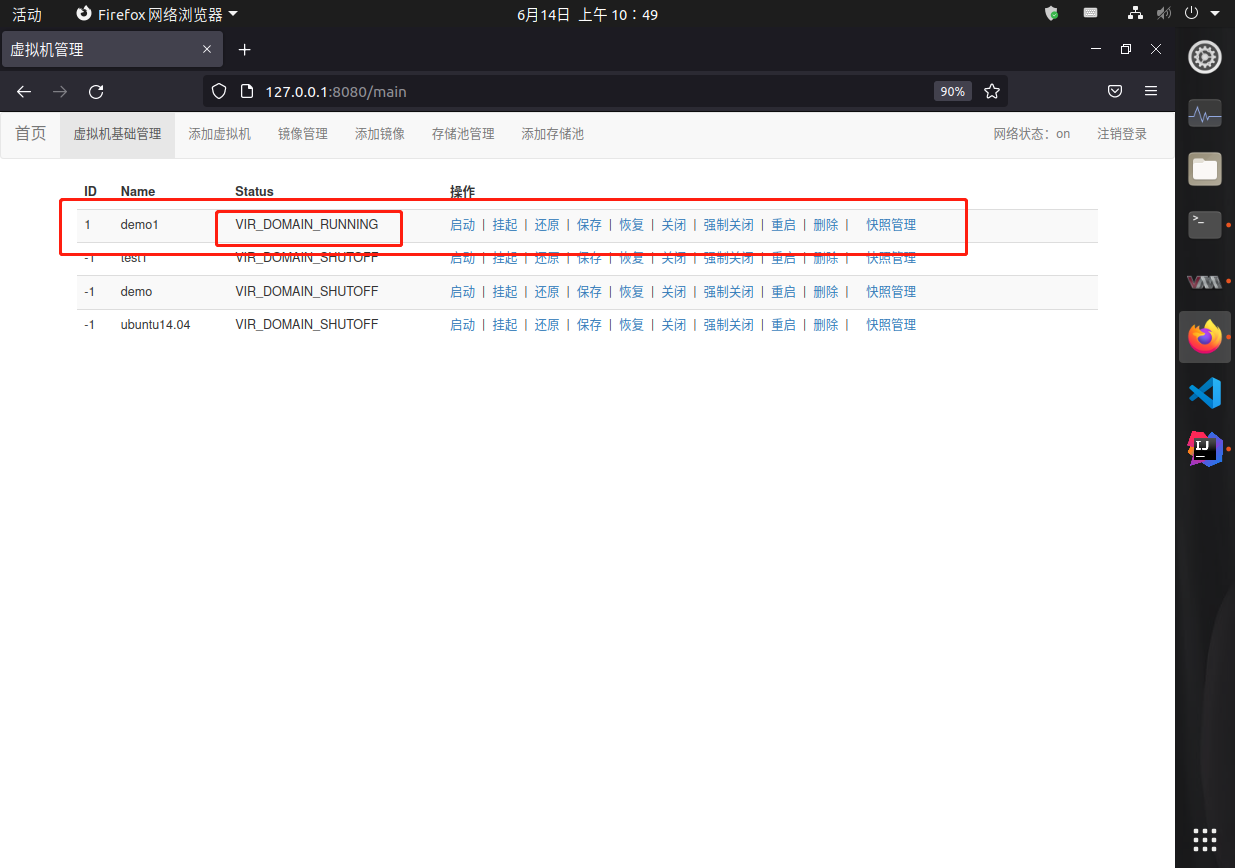 活动 Firefox 网络浏览器 6月14日 上午 10：49
虚拟机管理
127.0.0.1:8080/main 90%
首页 虚拟机基础管理 添加虚拟机 镜像管理 添加镜像 存储池管理 添加存储池 网络状态：on 注销登录
ID Name Status 操作
1 demo1 VIR_DOMAIN_RUNNING 启动 | 挂起 | 还原 | 保存 | 恢复 | 关闭 | 强制关闭 | 重启 | 删除 | 快照管理
-1 test1 VIR_DOMAIN_SHUTOFF 启动 | 挂起 | 还原 | 保存 | 恢复 | 关闭 | 强制关闭 | 重启 | 删除 | 快照管理
-1 demo VIR_DOMAIN_SHUTOFF 启动 | 挂起 | 还原 | 保存 | 恢复 | 关闭 | 强制关闭 | 重启 | 删除 | 快照管理
-1 ubuntu14.04 VIR_DOMAIN_SHUTOFF 启动 | 挂起 | 还原 | 保存 | 恢复 | 关闭 | 强制关闭 | 重启 | 删除 | 快照管理
IJ